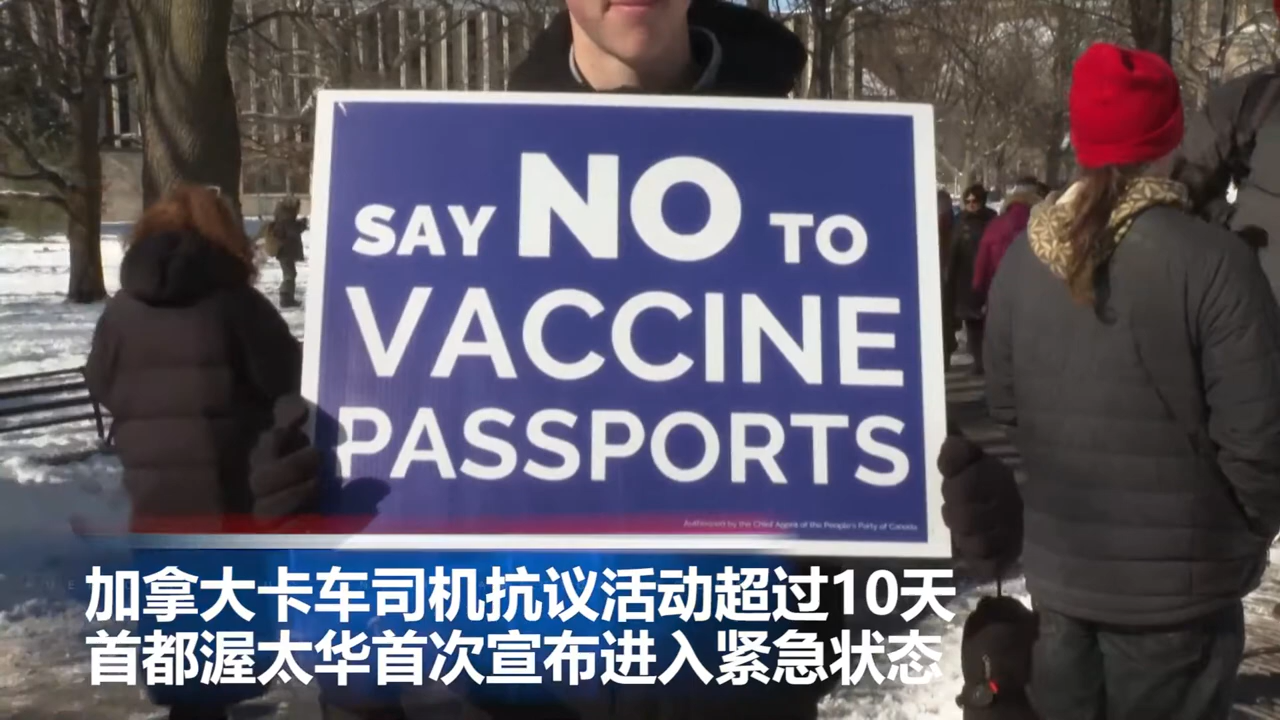 SAY NO TO
VACCINE
PASSPORTS
Authorized by the Chief Agent of the People's Party of Canada
加拿大卡车司机抗议活动超过10天
首都渥太华首次宣布进入紧急状态